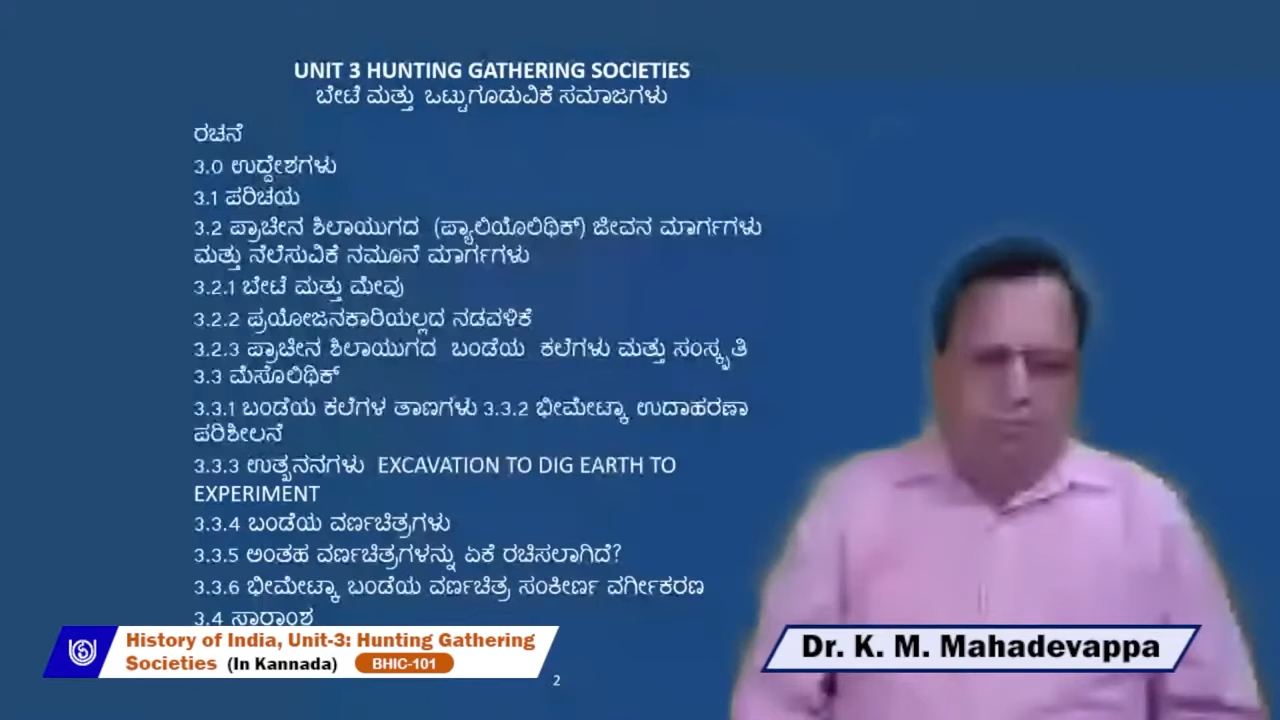 UNIT 3 HUNTING GATHERING SOCIETIES
ಬೇಟೆ ಮತ್ತು ಒಟ್ಟುಗೂಡುವಿಕೆ ಸಮಾಜಗಳು
ರಚನೆ
3.0 ಉದ್ದೇಶಗಳು
3.1 ಪರಿಚಯ
3.2 ಪ್ರಾಚೀನ ಶಿಲಾಯುಗದ (ಪ್ಯಾಲಿಯೊಲಿಥಿಕ್) ಜೀವನ ಮಾರ್ಗಗಳು
ಮತ್ತು ನೆಲೆಸುವಿಕೆ ನಮೂನೆ ಮಾರ್ಗಗಳು
3.2.1 ಬೇಟೆ ಮತ್ತು ಮೇವು
3.2.2 ಪ್ರಯೋಜನಕಾರಿಯಲ್ಲದ ನಡವಳಿಕೆ
3.2.3 ಪ್ರಾಚೀನ ಶಿಲಾಯುಗದ ಬಂಡೆಯ ಕಲೆಗಳು ಮತ್ತು ಸಂಸ್ಕೃತಿ
3.3 ಮೆಸೊಲಿಥಿಕ್
3.3.1 ಬಂಡೆಯ ಕಲೆಗಳ ತಾಣಗಳು 3.3.2 ಭೀಮೇಟ್ಕಾ ಉದಾಹರಣಾ
ಪರಿಶೀಲನೆ
3.3.3 ಉತ್ಖನನಗಳು EXCAVATION TO DIG EARTH TO
EXPERIMENT
3.3.4 ಬಂಡೆಯ ವರ್ಣಚಿತ್ರಗಳು
3.3.5 ಅಂತಹ ವರ್ಣಚಿತ್ರಗಳನ್ನು ಏಕೆ ರಚಿಸಲಾಗಿದೆ?
3.3.6 ಭೀಮೇಟ್ಕಾ ಬಂಡೆಯ ವರ್ಣಚಿತ್ರ ಸಂಕೀರ್ಣ ವರ್ಗೀಕರಣ
3.4 ಸಾರಾಂಶ
History of India, Unit-3: Hunting Gathering
Societies (In Kannada) BHIC-101
2
Dr. K. M. Mahadevappa